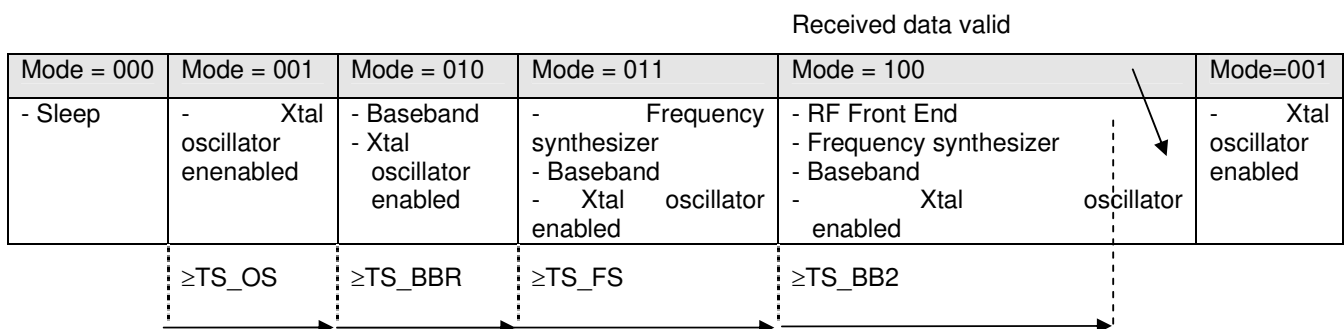 Received data valid
Mode = 000
Mode = 001
Mode = 010
Mode = 011
Mode = 100
Mode=001
- Sleep
- Xtal
oscillator
enenabled
- Baseband
- Xtal
oscillator
enabled
- Frequency
synthesizer
- Baseband
- Xtal oscillator
enabled
- RF Front End
- Frequency synthesizer
- Baseband
- Xtal oscillator
enabled
- Xtal
oscillator
enabled
≥TS_OS
≥TS_BBR
≥TS_FS
≥TS_BB2